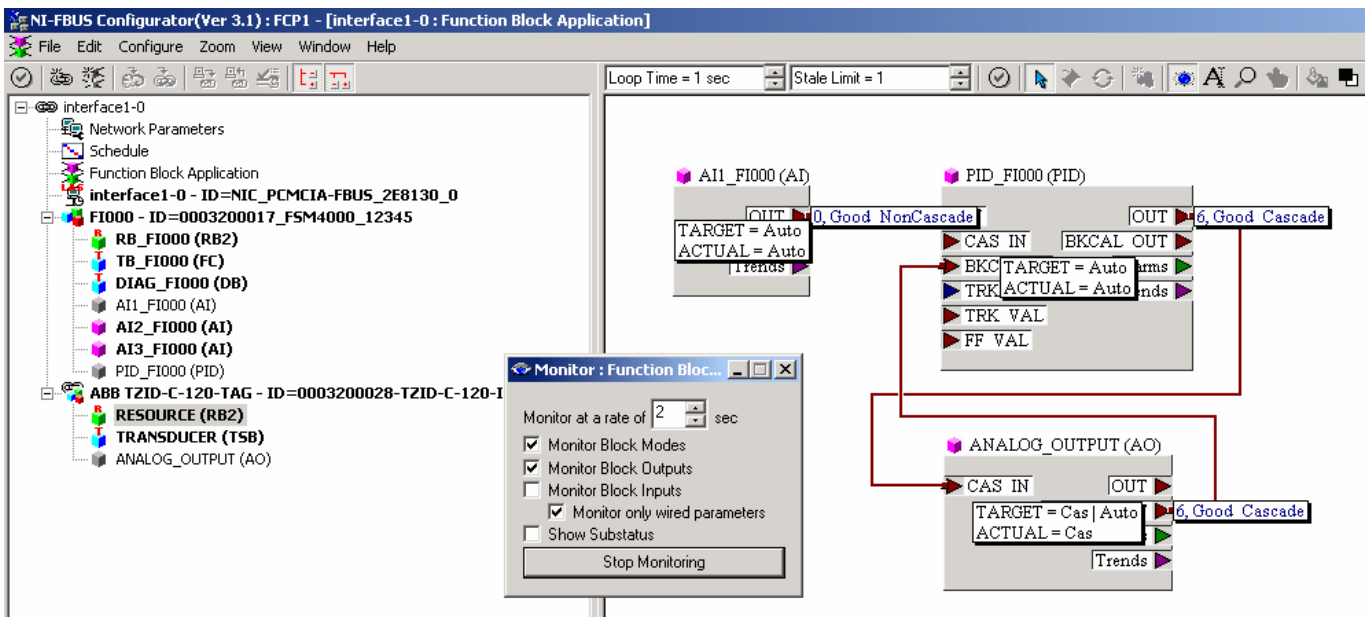 NI-FBUS Configurator(Ver 3.1) : FCP1 - [interface1-0 : Function Block Application]
File Edit Configure Zoom View Window Help
Loop Time = 1 sec Stale Limit = 1
interface1-0
Network Parameters
Schedule
Function Block Application
interface1-0 - ID=NIC_PCMCIA-FBUS_2E8130_0
FI000 - ID=0003200017_FSM4000_12345
RB_FI000 (RB2)
TB_FI000 (FC)
DIAG_FI000 (DB)
AI1_FI000 (AI)
AI2_FI000 (AI)
AI3_FI000 (AI)
PID_FI000 (PID)
ABB TZID-C-120-TAG - ID=0003200028-TZID-C-120-I
RESOURCE (RB2)
TRANSDUCER (TSB)
ANALOG_OUTPUT (AO)
AI1_FI000 (AI)
OUT 0, Good NonCascade
TARGET = Auto
ACTUAL = Auto
Trends
PID_FI000 (PID)
OUT 6, Good Cascade
CAS IN BKCAL OUT
BKC TARGET = Auto rms
TRK ACTUAL = Auto nds
TRK VAL
FF VAL
Monitor : Function Bloc...
Monitor at a rate of 2 sec
Monitor Block Modes
Monitor Block Outputs
Monitor Block Inputs
Monitor only wired parameters
Show Substatus
Stop Monitoring
ANALOG_OUTPUT (AO)
CAS IN OUT
TARGET = Cas | Auto 6, Good Cascade
ACTUAL = Cas
Trends